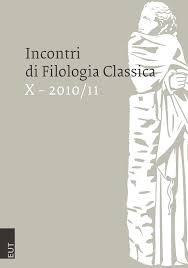 Incontri
di Filologia Classica
X – 2010/11
EUT